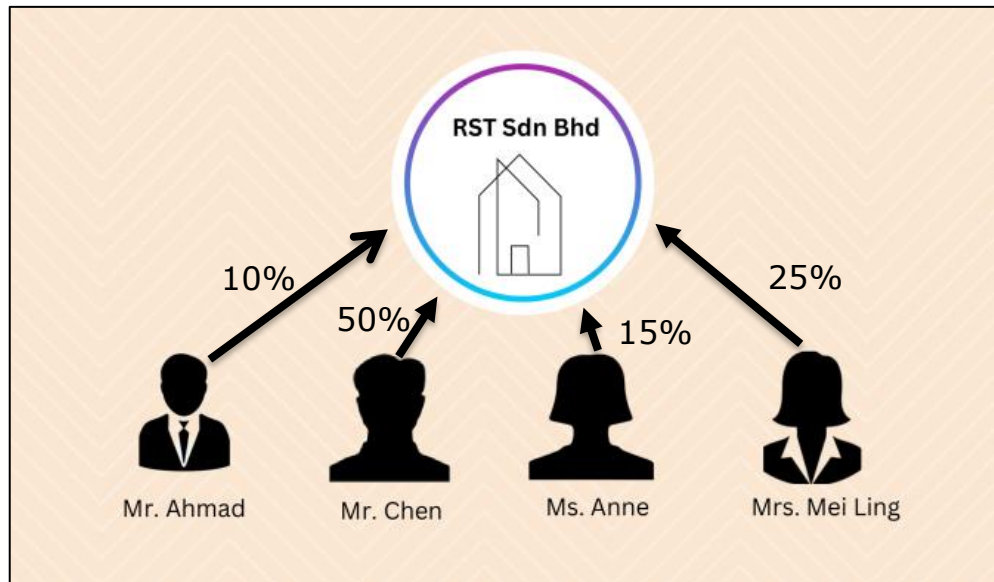 RST Sdn Bhd
10%
50%
15%
25%
Mr. Ahmad
Mr. Chen
Ms. Anne
Mrs. Mei Ling